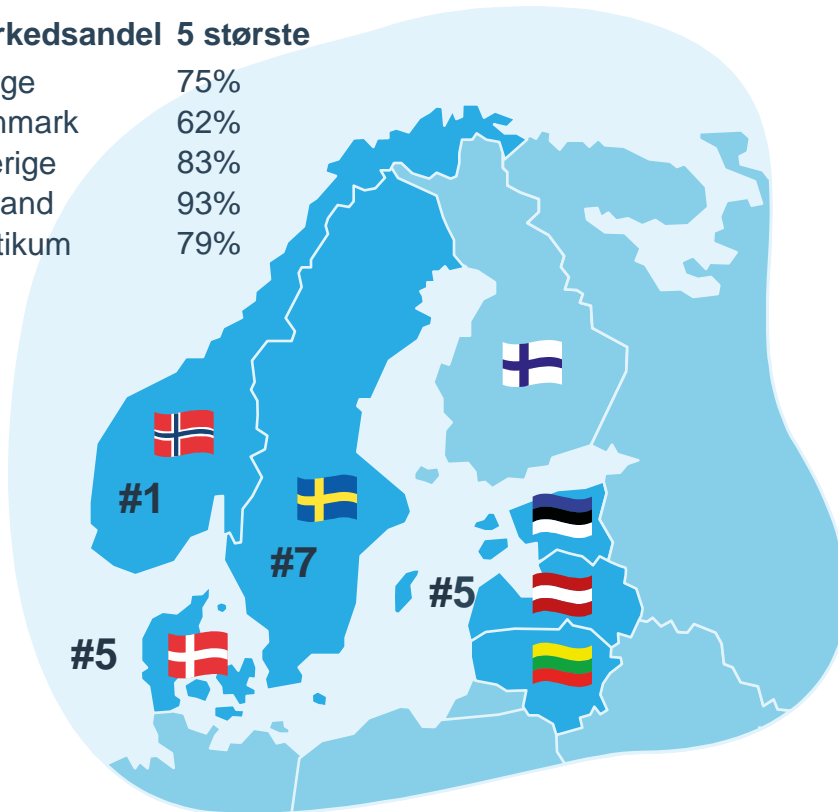 rkedsandel 5 største
ge 75%
nmark 62%
erige 83%
and 93%
tikum 79%
#1
#7
#5
#5